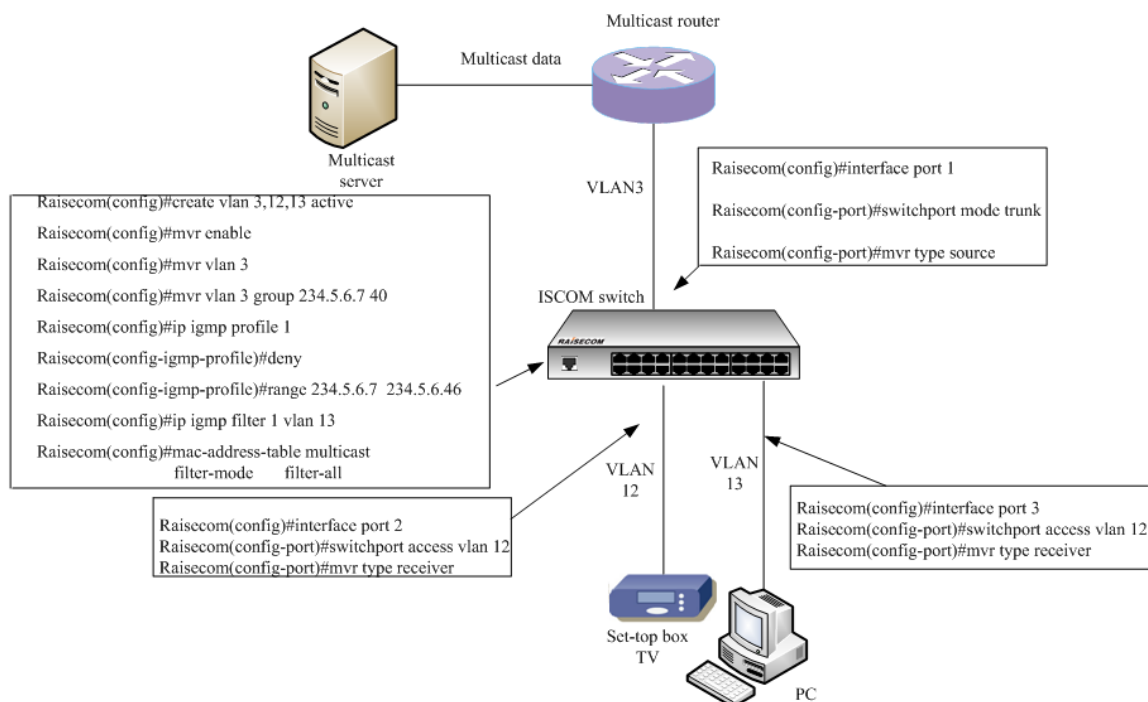 Multicast router
Multicast data
Multicast
server
VLAN3
Raisecom(config)#interface port 1
Raisecom(config-port)#switchport mode trunk
Raisecom(config-port)#mvr type source
Raisecom(config)#create vlan 3,12,13 active
Raisecom(config)#mvr enable
Raisecom(config)#mvr vlan 3
Raisecom(config)#mvr vlan 3 group 234.5.6.7 40
Raisecom(config)#ip igmp profile 1
Raisecom(config-igmp-profile)#deny
Raisecom(config-igmp-profile)#range 234.5.6.7 234.5.6.46
Raisecom(config)#ip igmp filter 1 vlan 13
Raisecom(config)#mac-address-table multicast
filter-mode filter-all
ISCOM switch
RAISECOM
VLAN
12
VLAN
13
Raisecom(config)#interface port 2
Raisecom(config-port)#switchport access vlan 12
Raisecom(config-port)#mvr type receiver
Raisecom(config)#interface port 3
Raisecom(config-port)#switchport access vlan 12
Raisecom(config-port)#mvr type receiver
Set-top box
TV
PC